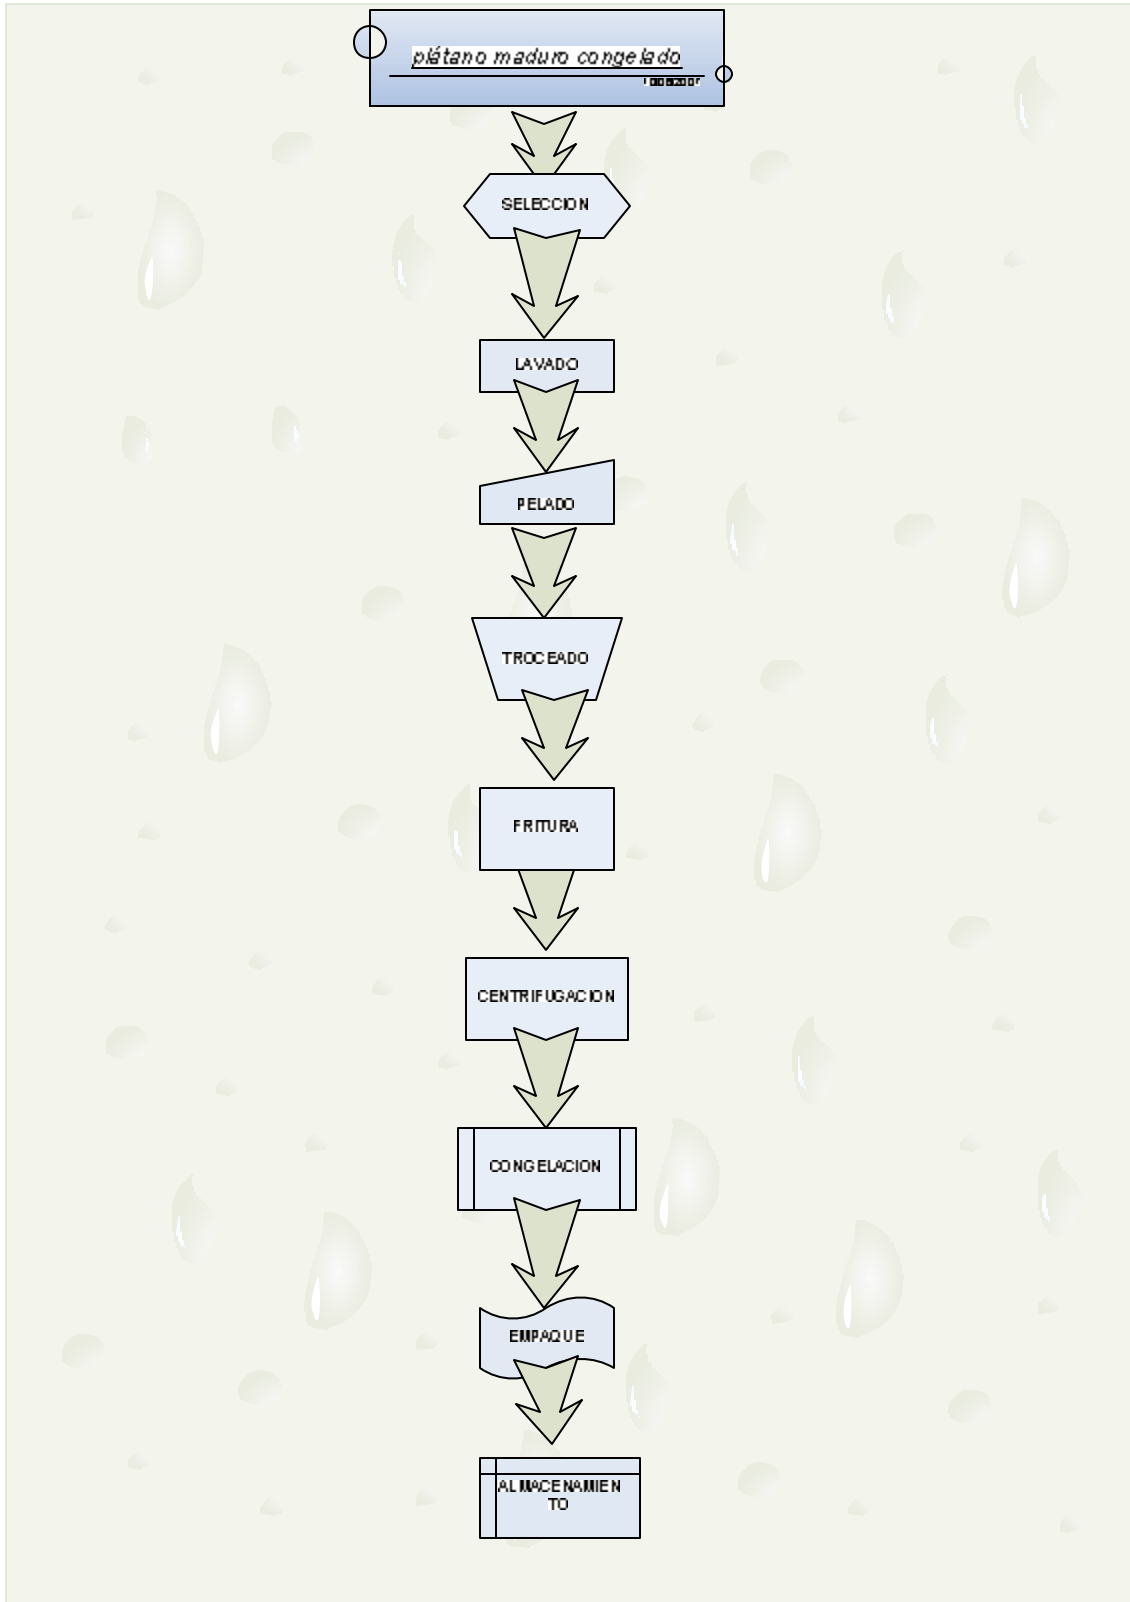 plátano maduro congelado
SELECCION
LAVADO
PELADO
TROCEADO
FRITURA
CENTRIFUGACION
CONGELACION
EMPAQUE
ALMACENAMIEN
TO